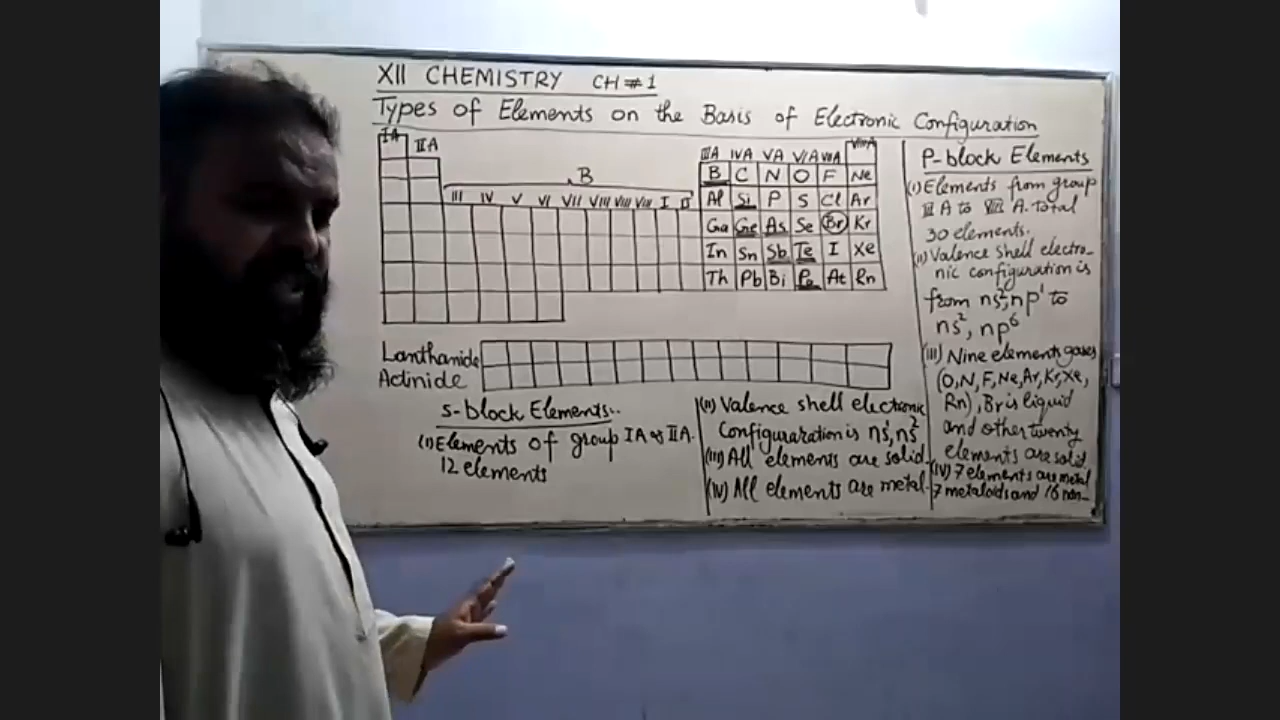 XII CHEMISTRY CH # 1
Types of Elements on the Basis of Electronic Configuration
IA
IIA
B
III IV V VI VII VIII VIII VIII I II
IIIA IVA VA VIA VIIA VIIIA
B C N O F Ne
Al Si P S Cl Ar
Ga Ge As Se Br Kr
In Sn Sb Te I Xe
Th Pb Bi Po At Rn
Lanthanide
Actinide
S-block Elements..
(i) Elements of group IA & IIA.
12 elements
(ii) Valence shell electronic
Configuraration is ns¹, ns²
(iii) All elements are solid.
(iv) All elements are metal.
P-block Elements
(i) Elements from group
III A to VIII A. Total
30 elements.
(ii) Valence shell electro-
nic configuration is
from ns², np¹ to
ns², np⁶
(iii) Nine elements gases
(O, N, F, Ne, Ar, Kr, Xe,
Rn), Br is liquid
and other twenty
elements are solid
(iv) 7 elements are metal
7 metaloids and 16 non-